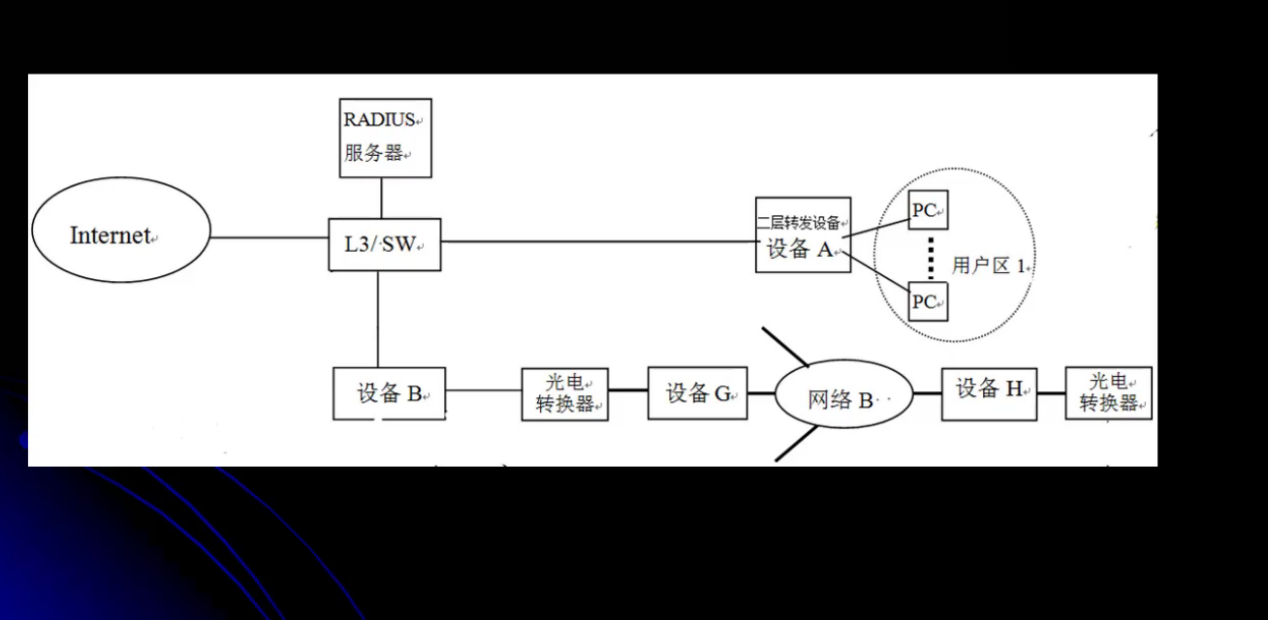 RADIUS
服务器
Internet
L3/ SW
二层转发设备
设备 A
PC
用户区 1
PC
设备 B
光电
转换器
设备 G
网络 B
设备 H
光电
转换器